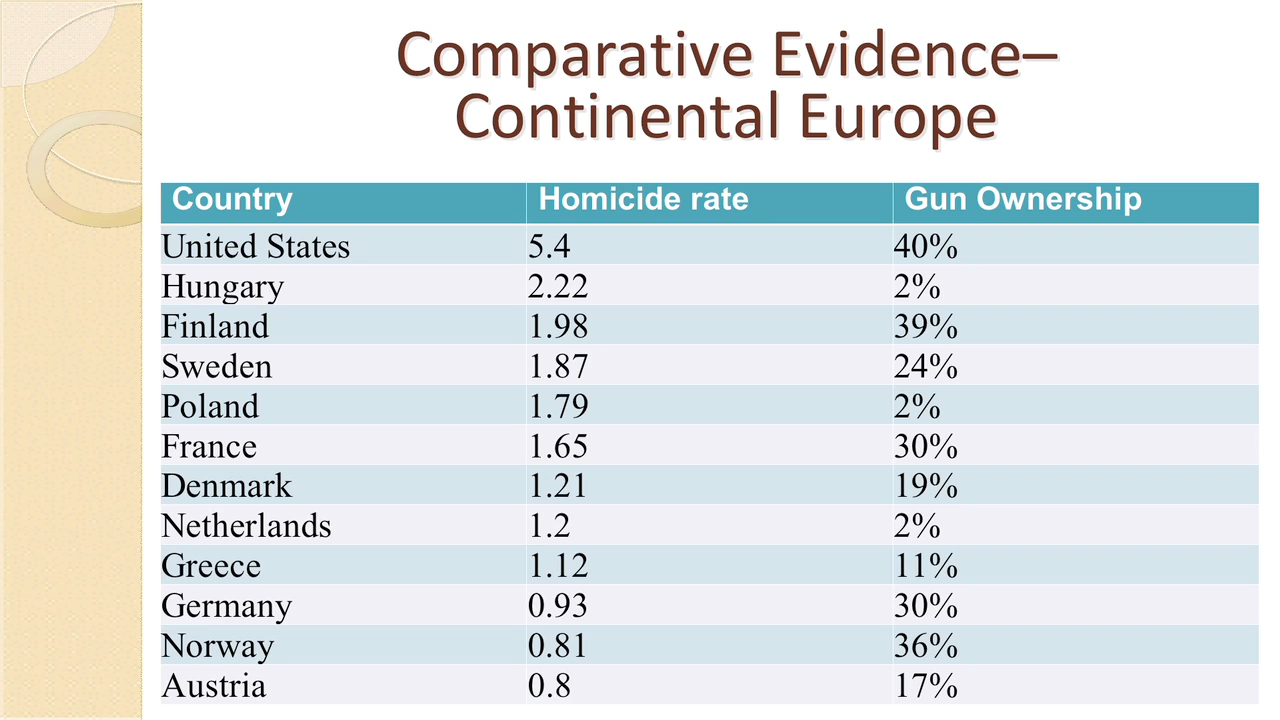 Comparative Evidence–
Continental Europe
Country Homicide rate Gun Ownership
United States 5.4 40%
Hungary 2.22 2%
Finland 1.98 39%
Sweden 1.87 24%
Poland 1.79 2%
France 1.65 30%
Denmark 1.21 19%
Netherlands 1.2 2%
Greece 1.12 11%
Germany 0.93 30%
Norway 0.81 36%
Austria 0.8 17%